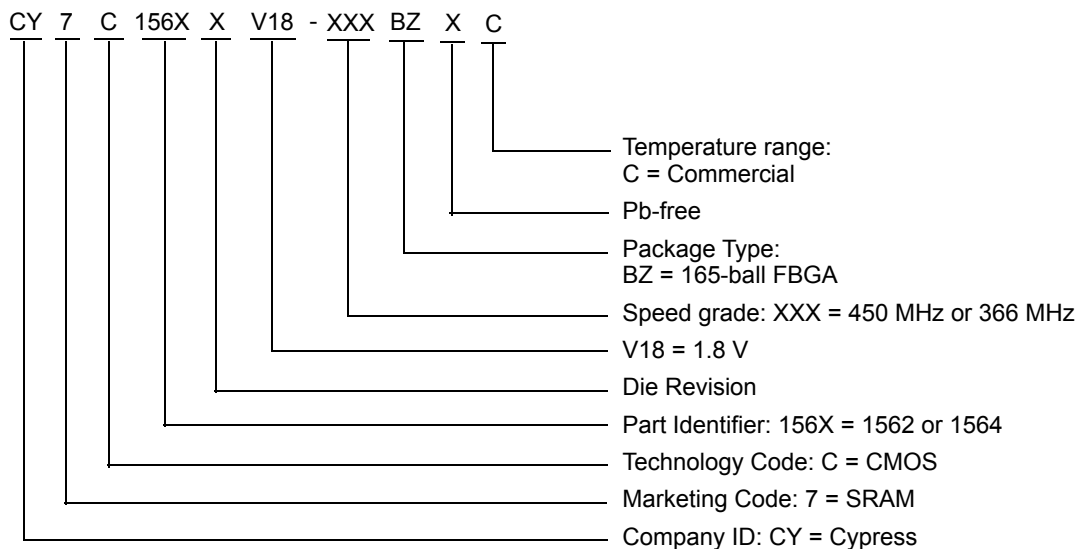 CY 7 C 156X X V18 - XXX BZ X C
Temperature range:
C = Commercial
Pb-free
Package Type:
BZ = 165-ball FBGA
Speed grade: XXX = 450 MHz or 366 MHz
V18 = 1.8 V
Die Revision
Part Identifier: 156X = 1562 or 1564
Technology Code: C = CMOS
Marketing Code: 7 = SRAM
Company ID: CY = Cypress